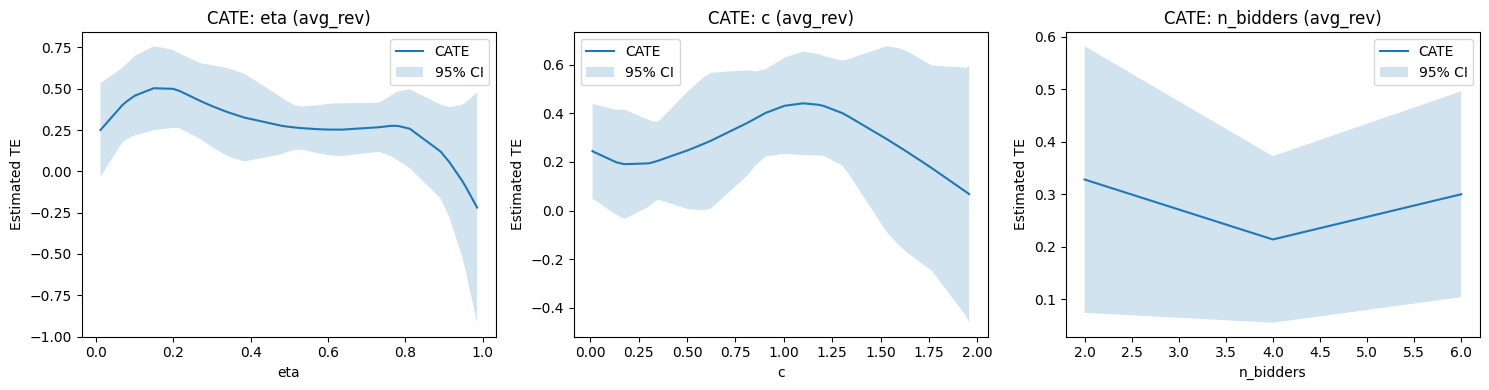 CATE: eta (avg_rev)
Estimated TE
0.75
0.50
0.25
0.00
−0.25
−0.50
−0.75
−1.00
0.0 0.2 0.4 0.6 0.8 1.0
eta
CATE
95% CI
CATE: c (avg_rev)
Estimated TE
0.6
0.4
0.2
0.0
−0.2
−0.4
0.00 0.25 0.50 0.75 1.00 1.25 1.50 1.75 2.00
c
CATE
95% CI
CATE: n_bidders (avg_rev)
Estimated TE
0.6
0.5
0.4
0.3
0.2
0.1
2.0 2.5 3.0 3.5 4.0 4.5 5.0 5.5 6.0
n_bidders
CATE
95% CI